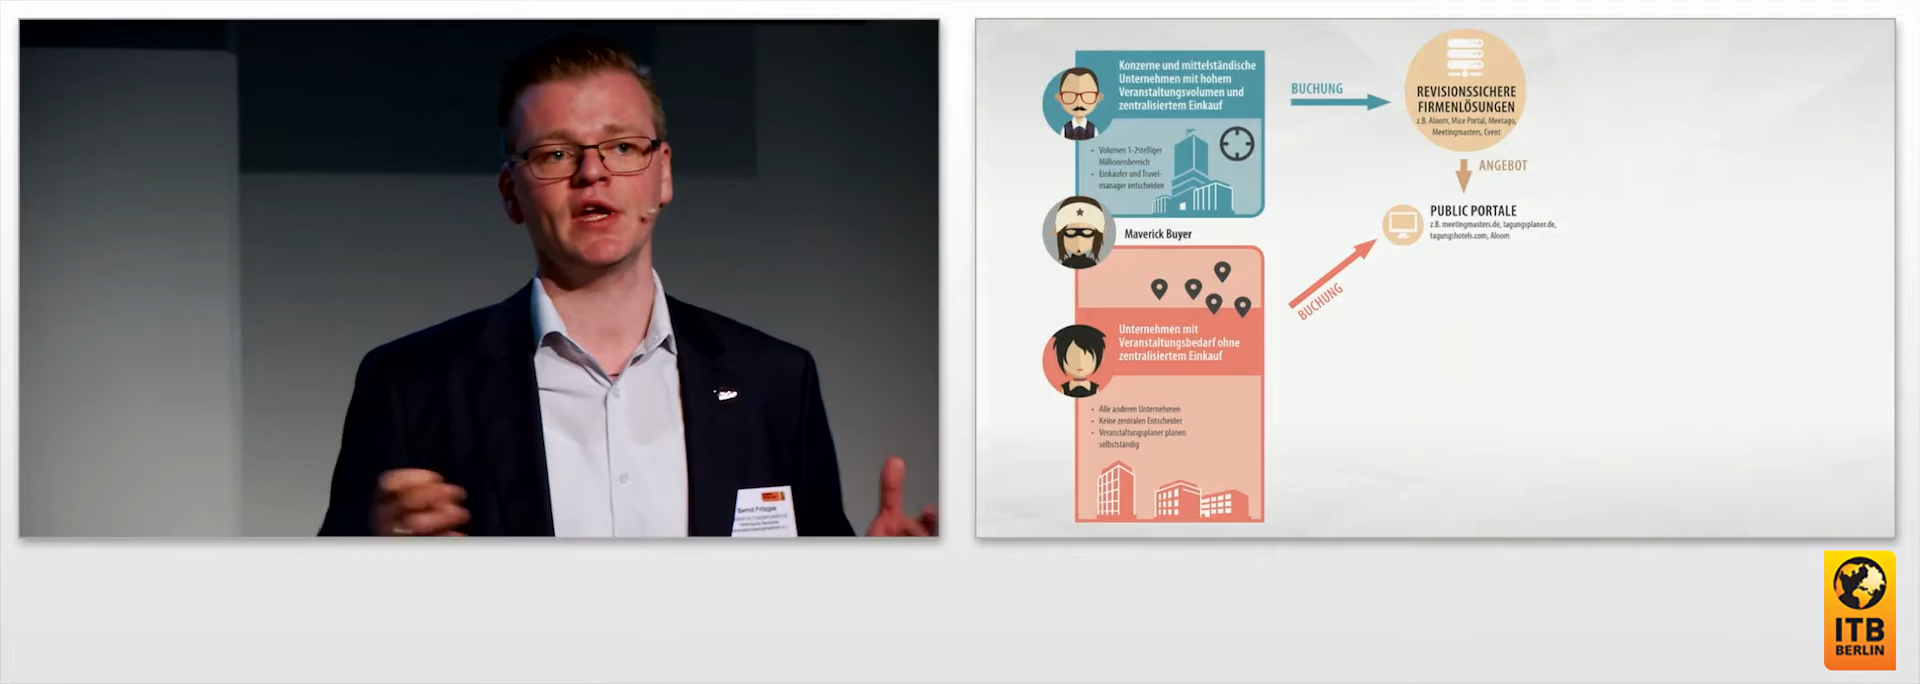 Bernd Fritzges
Konzerne und mittelständische
Unternehmen mit hohem
Veranstaltungsvolumen und
zentralisiertem Einkauf
• Volumen 1-2stelliger
Millionenbereich
• Einkäufer und Travel-
manager entscheiden
Maverick Buyer
Unternehmen mit
Veranstaltungsbedarf ohne
zentralisiertem Einkauf
• Alle anderen Unternehmen
• Keine zentralen Entscheider
• Veranstaltungsplaner planen
selbstständig
BUCHUNG
BUCHUNG
REVISIONSSICHERE
FIRMENLÖSUNGEN
z.B. Aloom, Mice Portal, Meetago,
Meetingmasters, Cvent
ANGEBOT
PUBLIC PORTALE
z.B. meetingmasters.de, tagungsplaner.de,
tagungshotels.com, Aloom
ITB
BERLIN